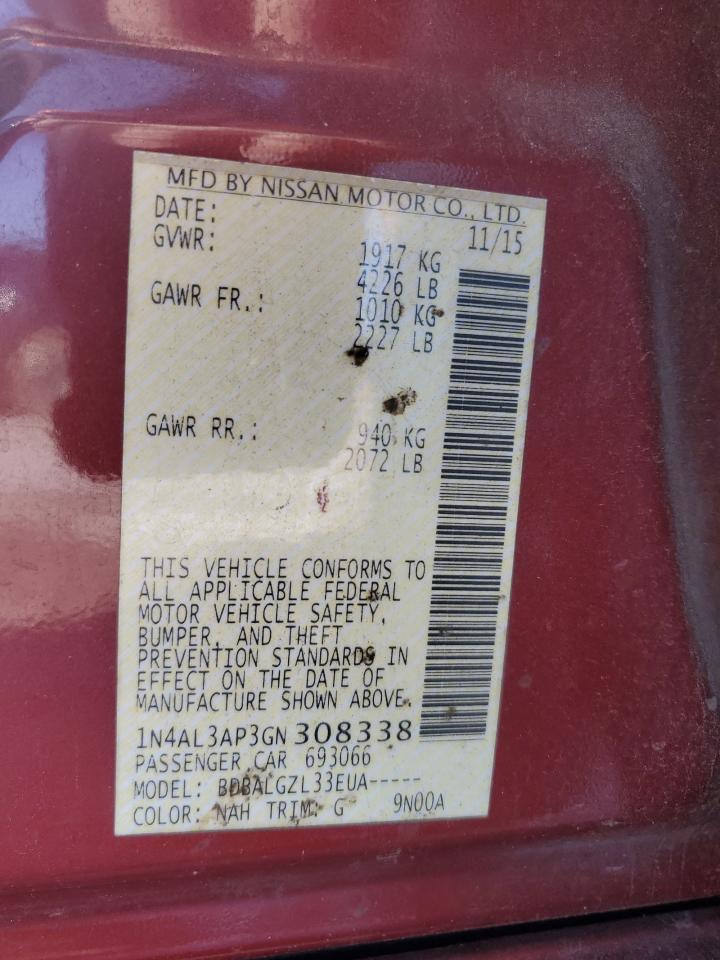 MFD BY NISSAN MOTOR CO., LTD.
DATE: 11/15
GVWR: 1917 KG
4226 LB
GAWR FR.: 1010 KG
2227 LB
GAWR RR.: 940 KG
2072 LB
THIS VEHICLE CONFORMS TO
ALL APPLICABLE FEDERAL
MOTOR VEHICLE SAFETY,
BUMPER, AND THEFT
PREVENTION STANDARDS IN
EFFECT ON THE DATE OF
MANUFACTURE SHOWN ABOVE.
1N4AL3AP3GN 308338
PASSENGER CAR 693066
MODEL: BDBALGZL33EUA-----
COLOR: NAH TRIM: G 9N00A